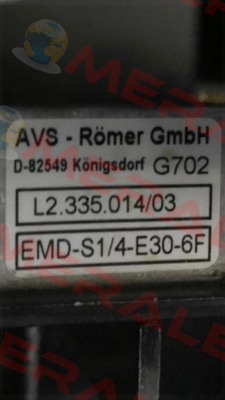 AVS - Römer GmbH
D-82549 Königsdorf G702
L2.335.014/03
EMD-S1/4-E30-6F